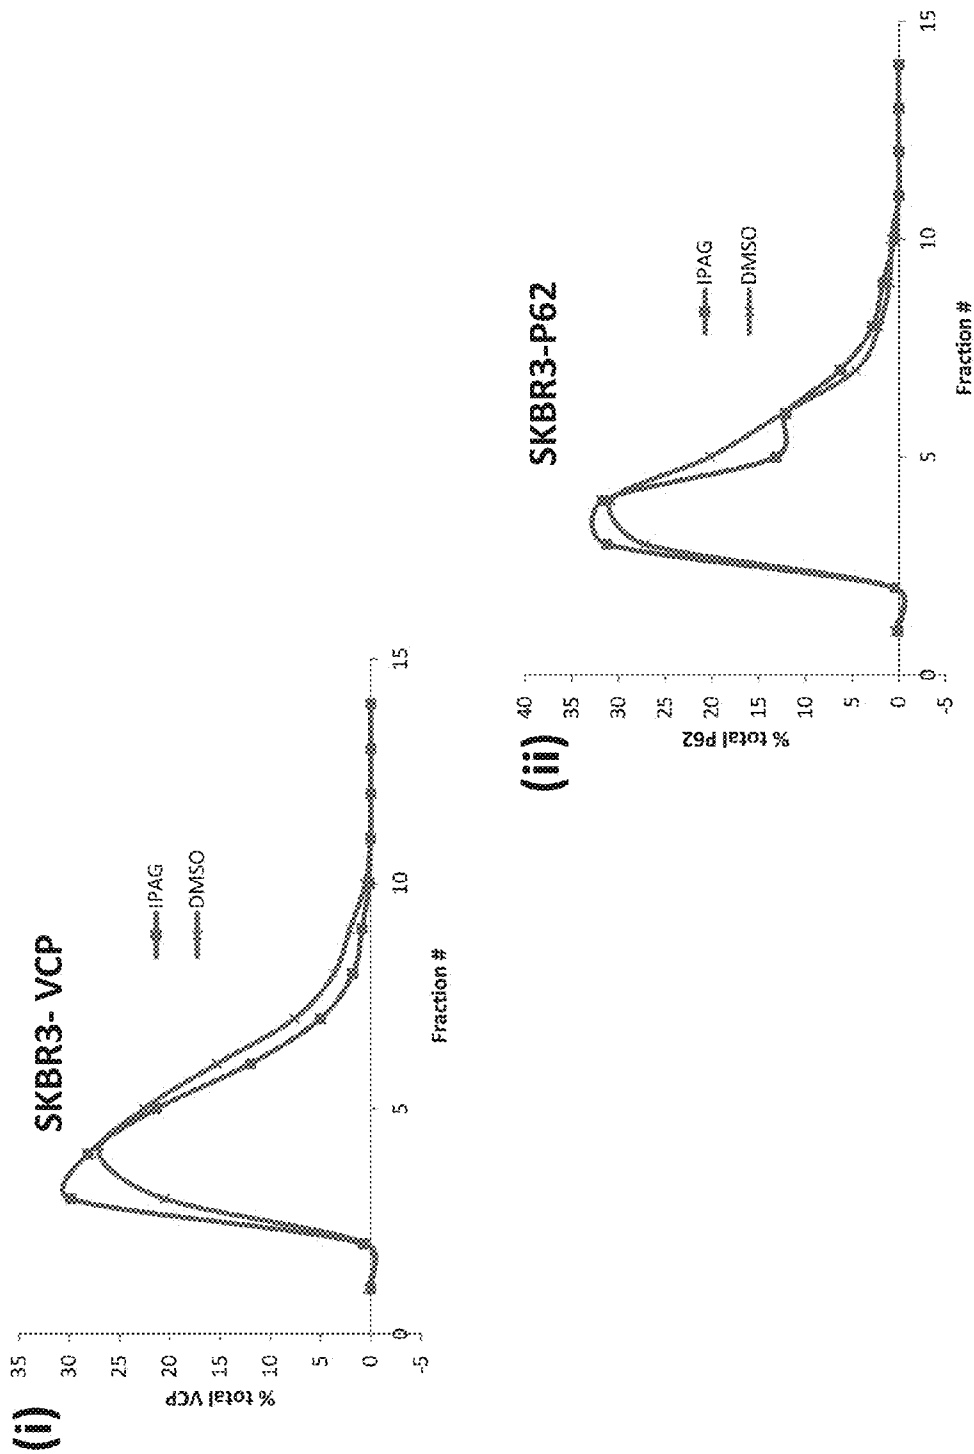 (i)
SKBR3- VCP
IPAG
DMSO
% total VCP
35
30
25
20
15
10
5
0
-5
0
5
10
15
Fraction #
(ii)
SKBR3-P62
IPAG
DMSO
% total P62
40
35
30
25
20
15
10
5
0
-5
0
5
10
15
Fraction #